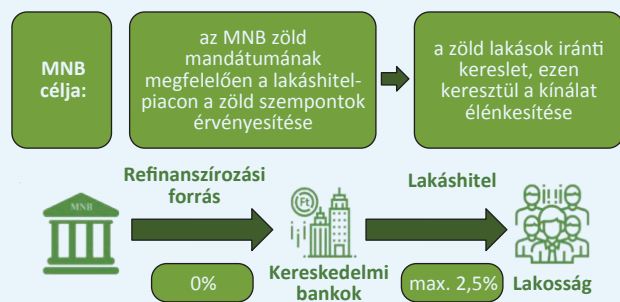 MNB
célja:
az MNB zöld
mandátumának
megfelelően a lakáshitel-
piacon a zöld szempontok
érvényesítése
a zöld lakások iránti
kereslet, ezen
keresztül a kínálat
élénkesítése
Refinanszírozási
forrás
Lakáshitel
MNB
Ft
0%
Kereskedelmi
bankok
max. 2,5%
Lakosság